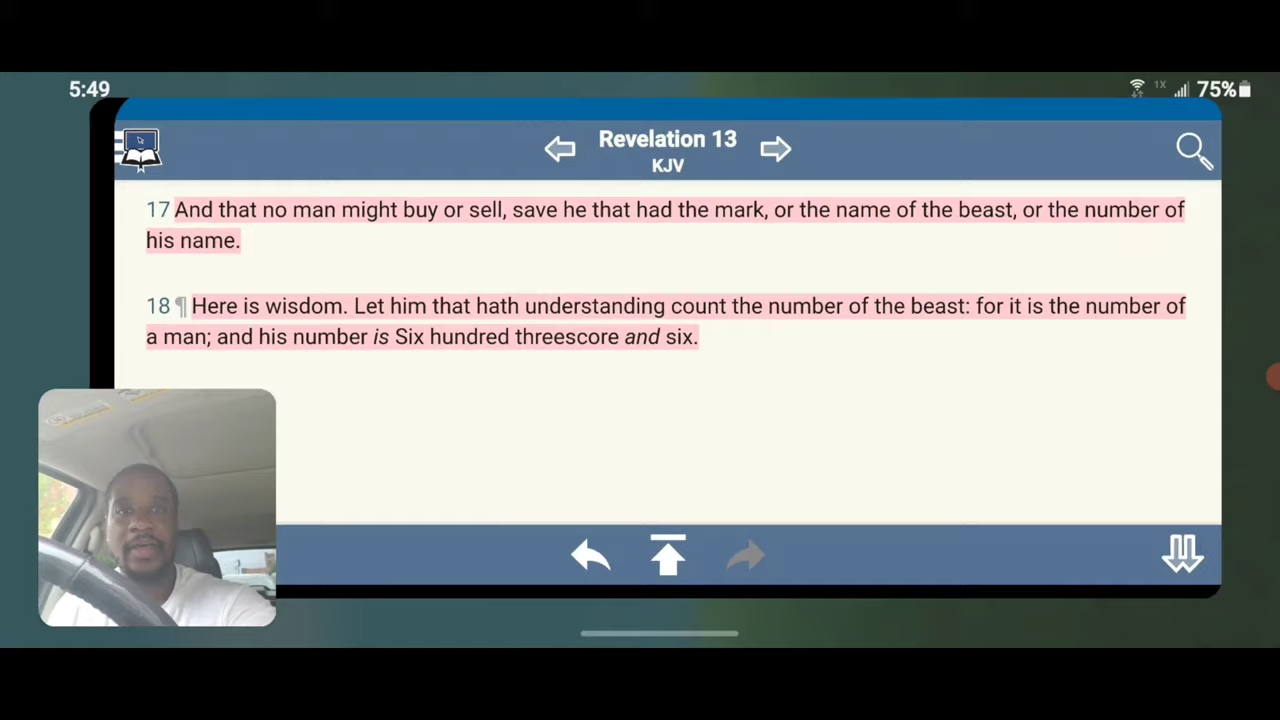 5:49
1X
75%
Revelation 13
KJV
17 And that no man might buy or sell, save he that had the mark, or the name of the beast, or the number of
his name.
18 ¶ Here is wisdom. Let him that hath understanding count the number of the beast: for it is the number of
a man; and his number is Six hundred threescore and six.